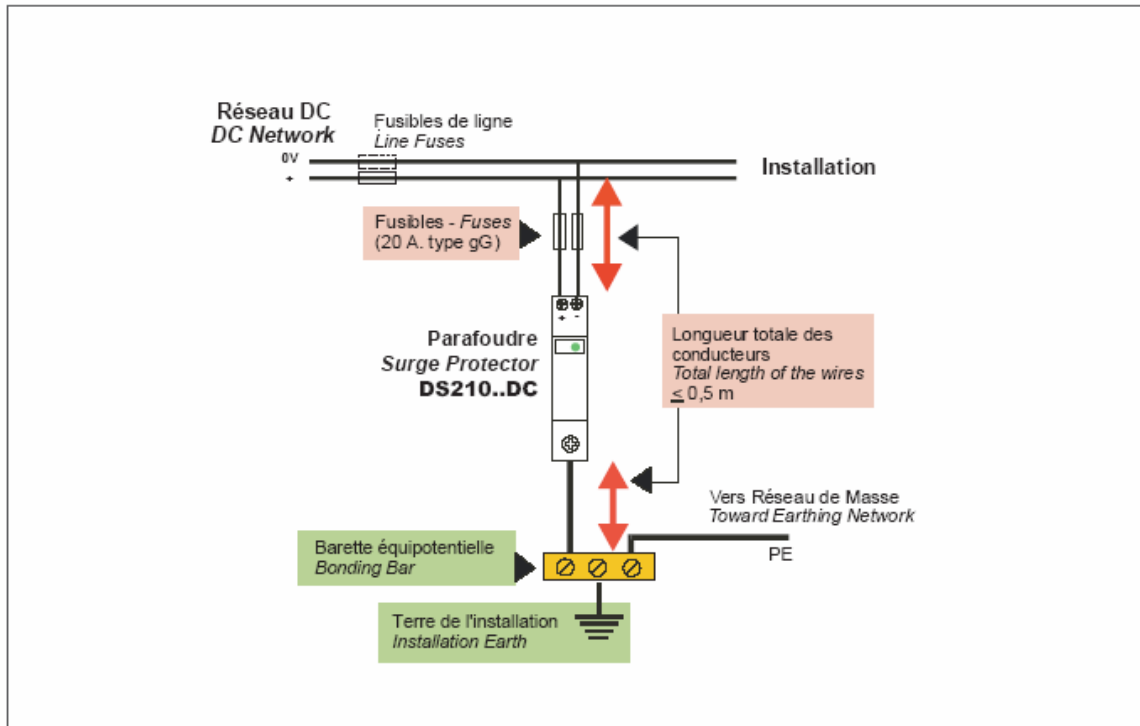 Réseau DC
DC Network
Fusibles de ligne
Line Fuses
0V
+
Installation
Fusibles - Fuses
(20 A. type gG)
+ -
Parafoudre
Surge Protector
DS210..DC
Longueur totale des
conducteurs
Total length of the wires
≤ 0,5 m
Vers Réseau de Masse
Toward Earthing Network
PE
Barette équipotentielle
Bonding Bar
Terre de l'installation
Installation Earth